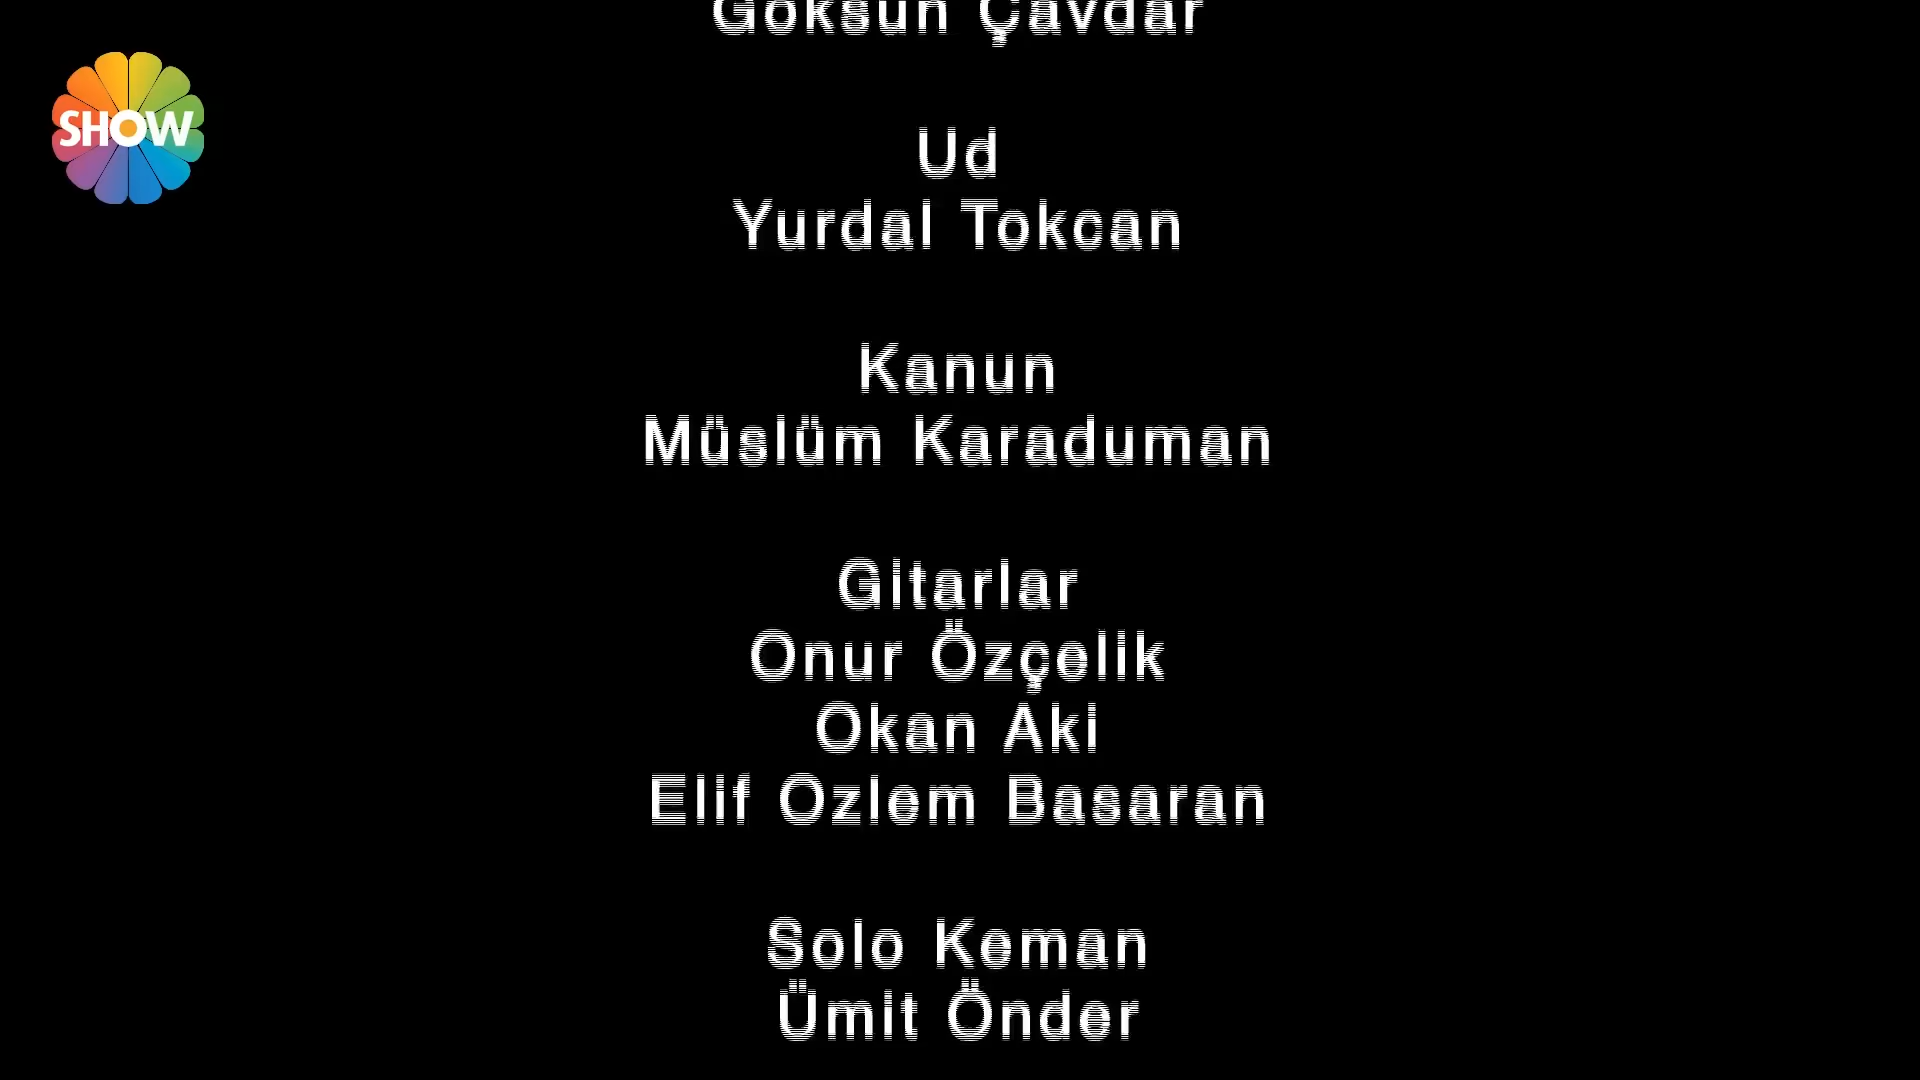 Göksun Çavdar
SHOW
Ud
Yurdal Tokcan
Kanun
Müslüm Karaduman
Gitarlar
Onur Özçelik
Okan Aki
Elif Ozlem Basaran
Solo Keman
Ümit Önder